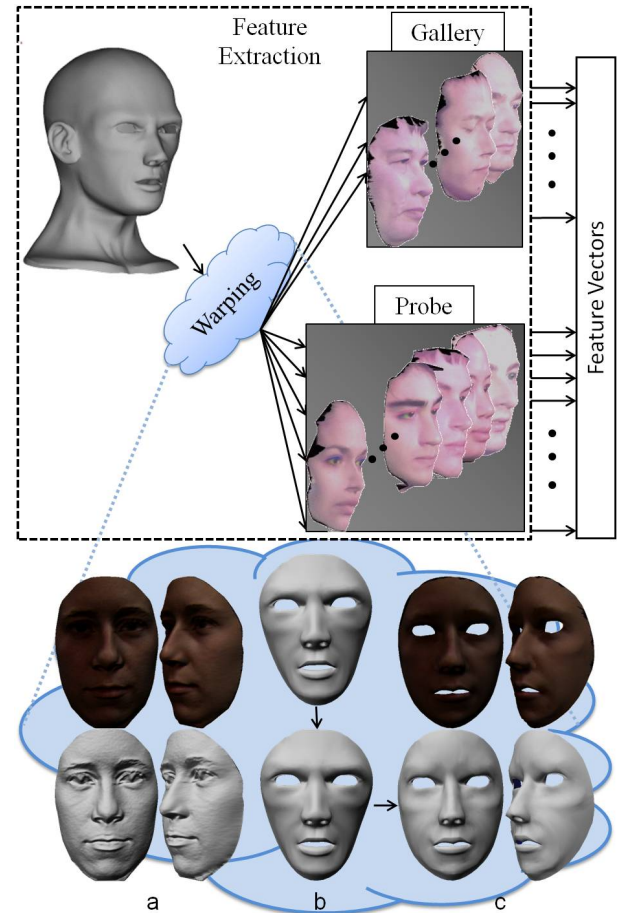 Feature
Extraction
Gallery
Warping
Probe
Feature Vectors
a
b
c